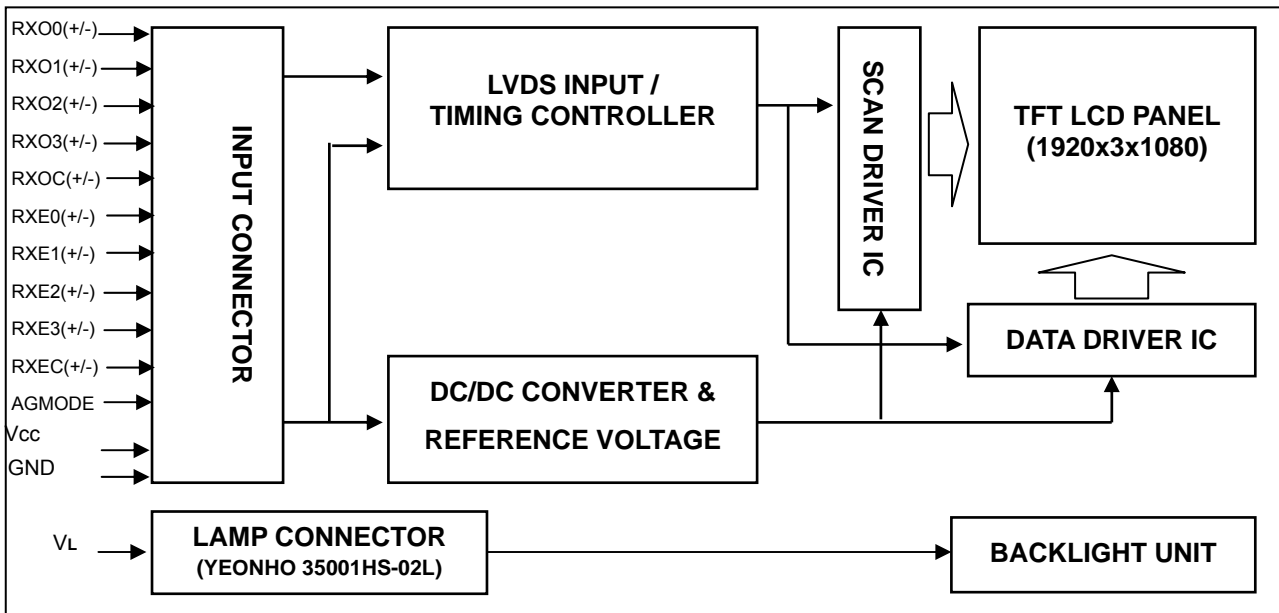 RXO0(+/-)
RXO1(+/-)
RXO2(+/-)
RXO3(+/-)
RXOC(+/-)
RXE0(+/-)
RXE1(+/-)
RXE2(+/-)
RXE3(+/-)
RXEC(+/-)
AGMODE
Vcc
GND
INPUT CONNECTOR
LVDS INPUT /
TIMING CONTROLLER
SCAN DRIVER IC
TFT LCD PANEL
(1920x3x1080)
DATA DRIVER IC
DC/DC CONVERTER &
REFERENCE VOLTAGE
VL
LAMP CONNECTOR
(YEONHO 35001HS-02L)
BACKLIGHT UNIT